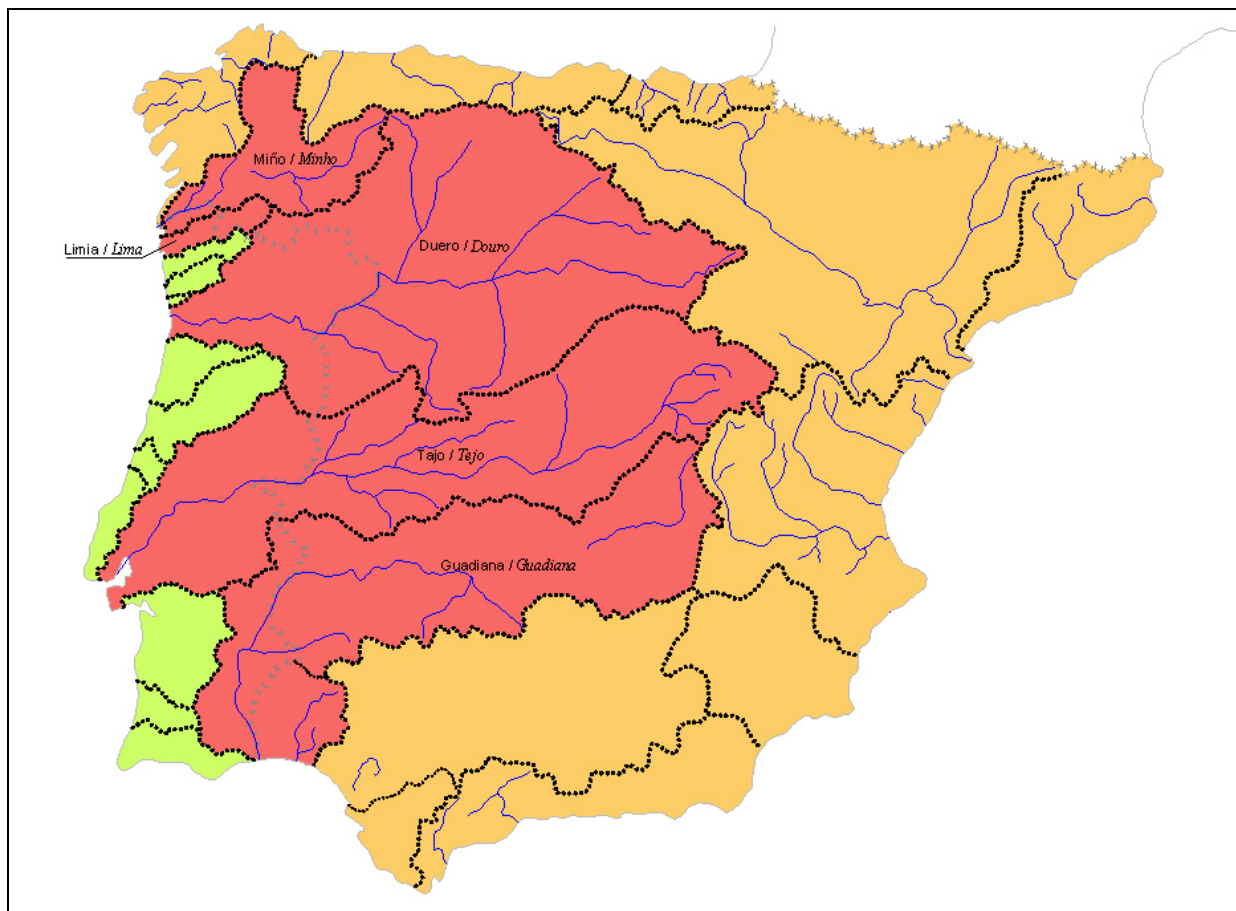 Miño / Minho
Limia / Lima
Duero / Douro
Tajo / Tejo
Guadiana / Guadiana